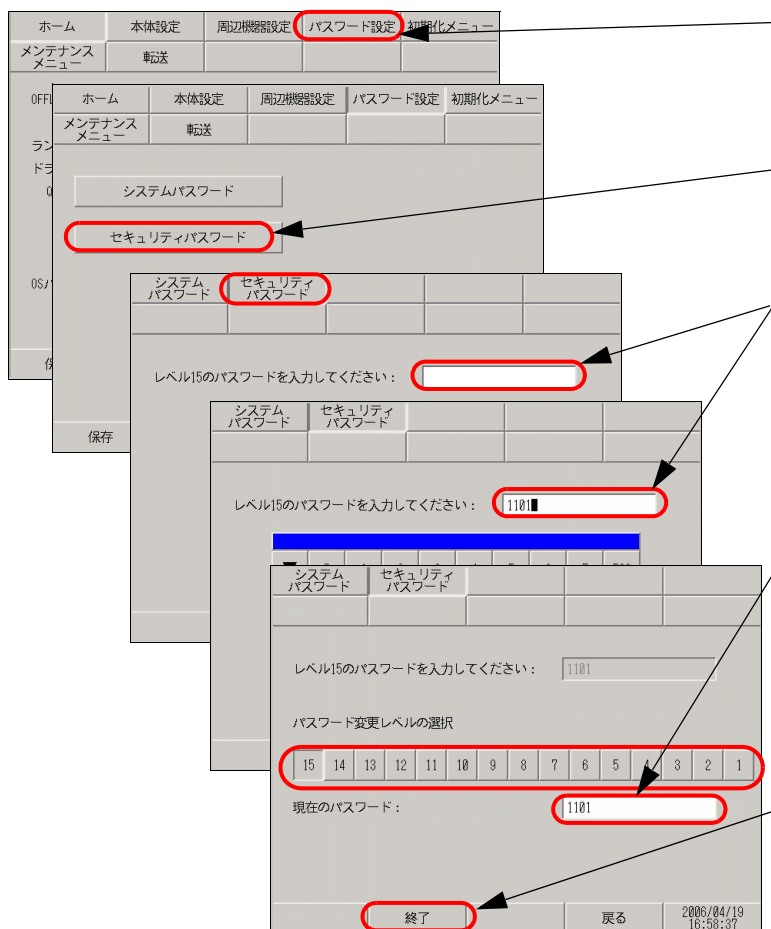 ホーム 本体設定 周辺機器設定 パスワード設定 初期化メニュー
メンテナンス
メニュー 転送
OFFL
ラン
ドラ
OS/
ホーム 本体設定 周辺機器設定 パスワード設定 初期化メニュー
メンテナンス
メニュー 転送
システムパスワード
セキュリティパスワード
保存
システム
パスワード
セキュリティ
パスワード
レベル15のパスワードを入力してください:
システム
パスワード
セキュリティ
パスワード
レベル15のパスワードを入力してください: 1101
システム
パスワード
セキュリティ
パスワード
レベル15のパスワードを入力してください: 1101
パスワード変更レベルの選択
15 14 13 12 11 10 9 8 7 6 5 4 3 2 1
現在のパスワード: 1101
終了 戻る 2006/04/19
16:58:37